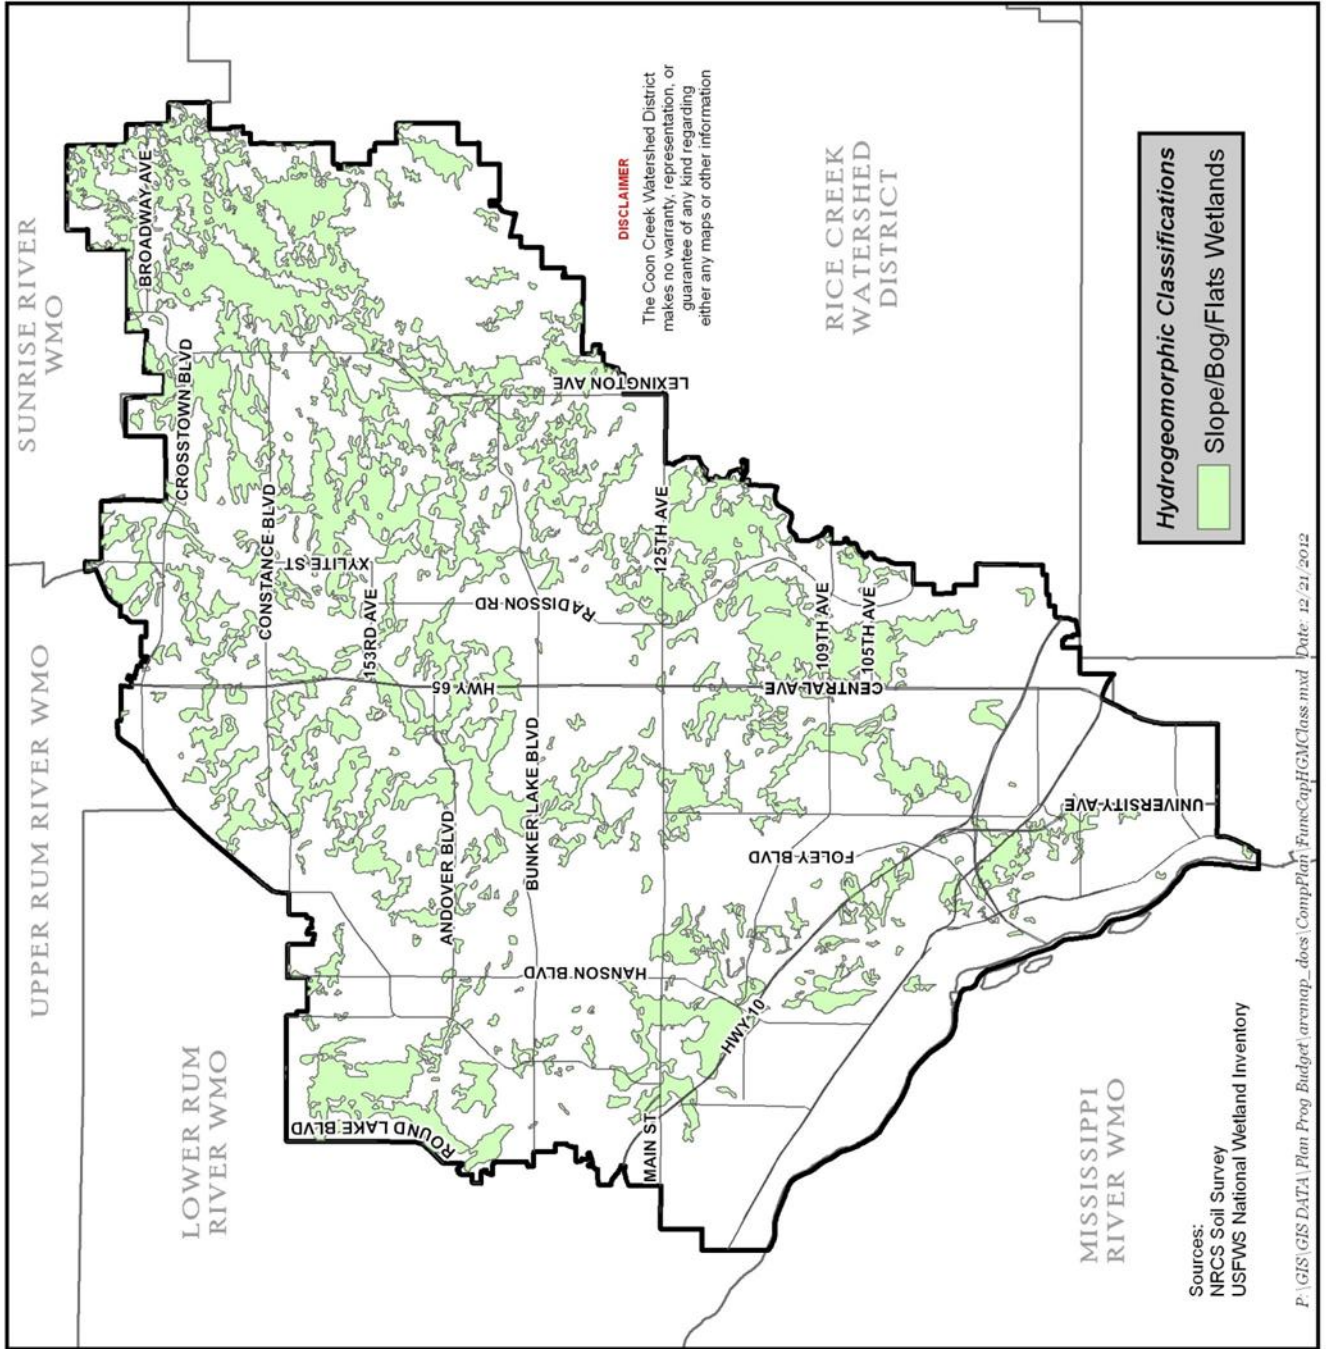 UPPER RUM RIVER WMO
SUNRISE RIVER
WMO
LOWER RUM
RIVER WMO
BROADWAY AVE
CROSSTOWN BLVD
CONSTANCE BLVD
XYLITE ST
153RD AVE
ROUND LAKE BLVD
ANDOVER BLVD
HWY 65
RADISSON RD
BUNKER LAKE BLVD
HANSON BLVD
LEXINGTON AVE
MAIN ST
125TH AVE
HWY 10
FOLEY BLVD
CENTRAL AVE
109TH AVE
105TH AVE
UNIVERSITY AVE
DISCLAIMER
The Coon Creek Watershed District
makes no warranty, representation, or
guarantee of any kind regarding
either any maps or other information
RICE CREEK
WATERSHED
DISTRICT
MISSISSIPPI
RIVER WMO
Hydrogeomorphic Classifications
Slope/Bog/Flats Wetlands
Sources:
NRCS Soil Survey
USFWS National Wetland Inventory
P:\GIS\GIS DATA\Plan Prog Budget\arcmap_docs\CompPlan\FuncCapHGMClass.mxd Date: 12/21/2012